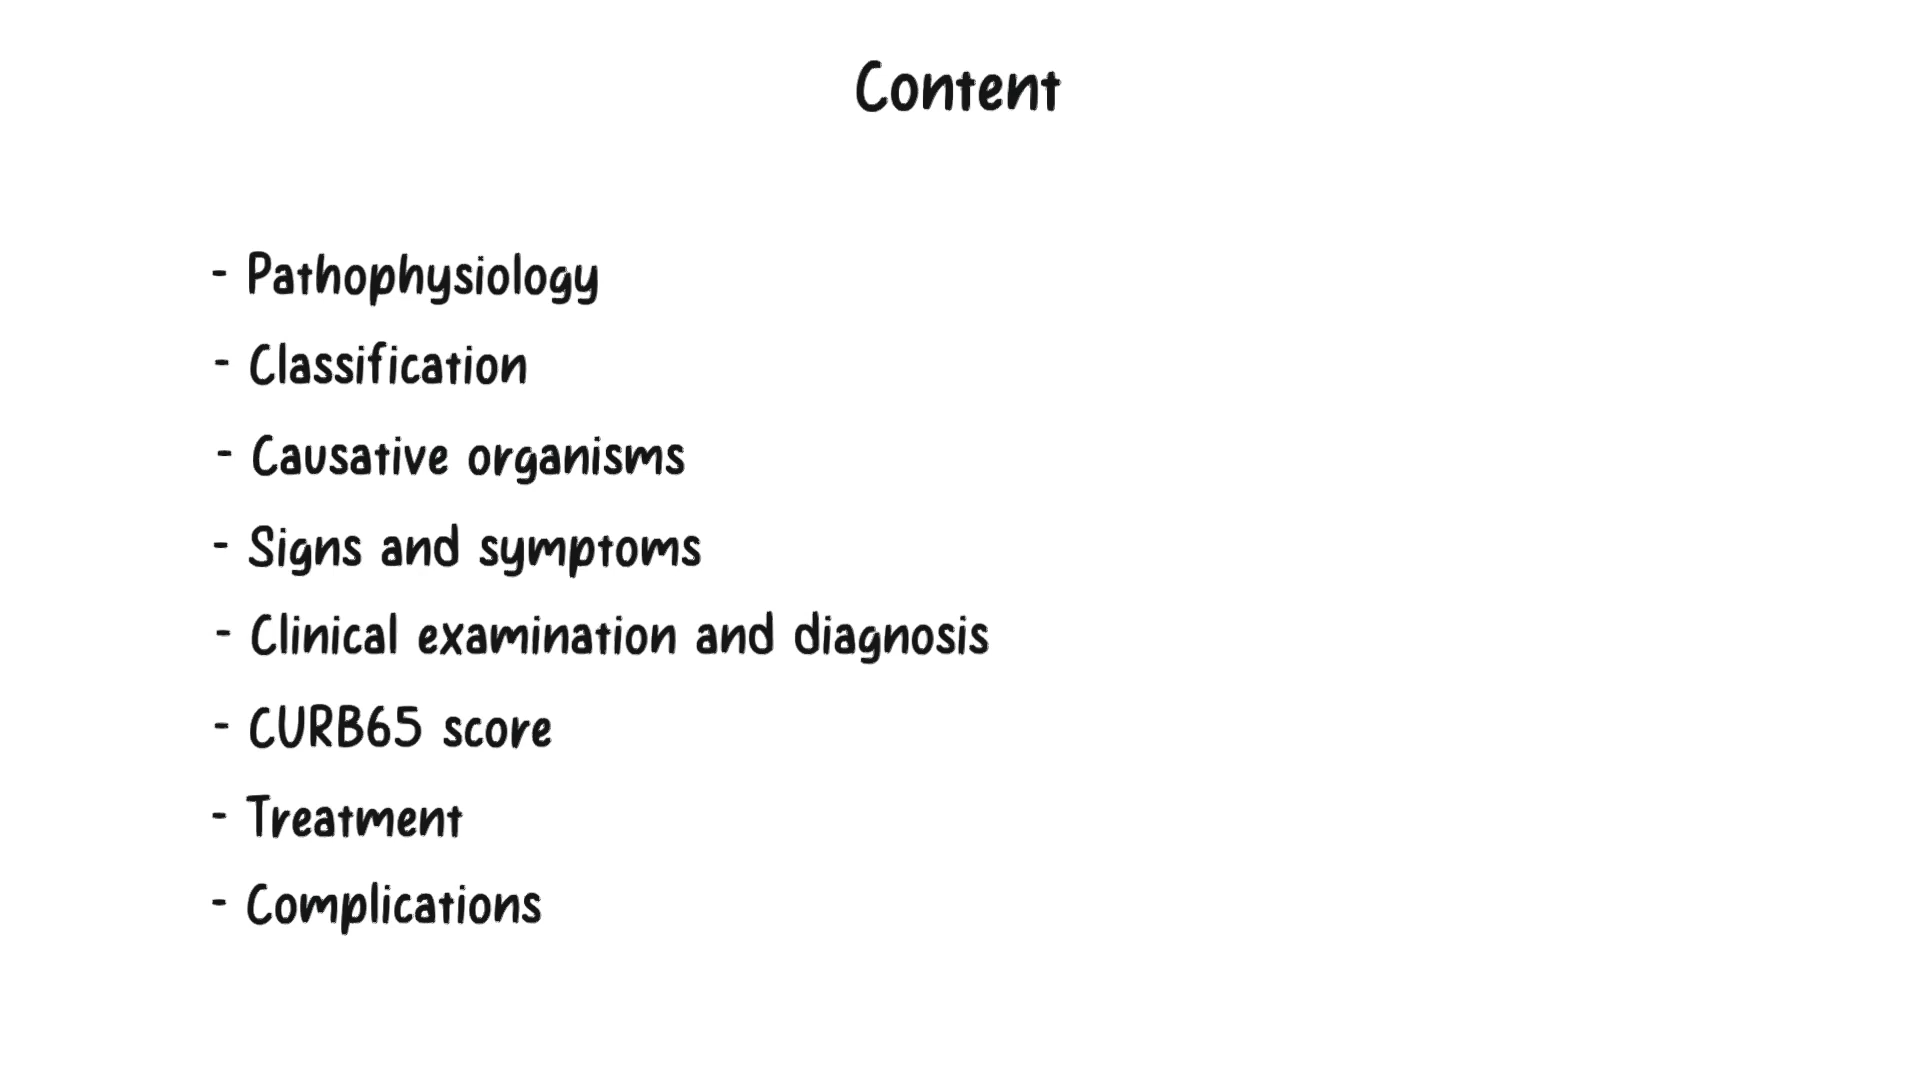 Content
- Pathophysiology
- Classification
- Causative organisms
- Signs and symptoms
- Clinical examination and diagnosis
- CURB65 score
- Treatment
- Complications